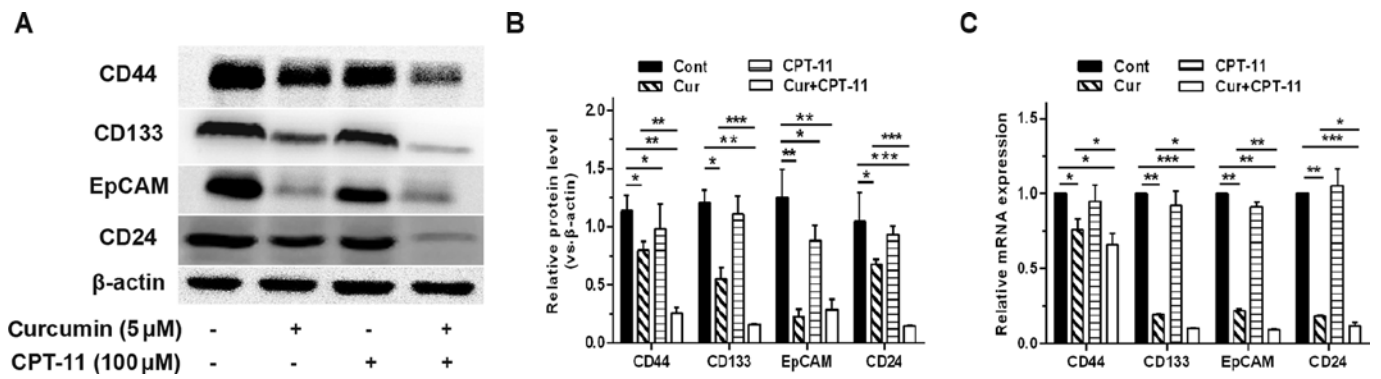 A
CD44
CD133
EpCAM
CD24
β-actin
Curcumin (5 μM) - + - +
CPT-11 (100 μM) - - + +
B
Cont CPT-11
Cur Cur+CPT-11
Relative protein level
(vs-β-actin)
2.0
1.5
1.0
0.5
0.0
** *** ** ***
** ** * ***
* * ** *
*
CD44 CD133 EpCAM CD24
C
Cont CPT-11
Cur Cur+CPT-11
Relative mRNA expression
1.5
1.0
0.5
0.0
* * ** *
* *** ** ***
* ** ** **
CD44 CD133 EpCAM CD24